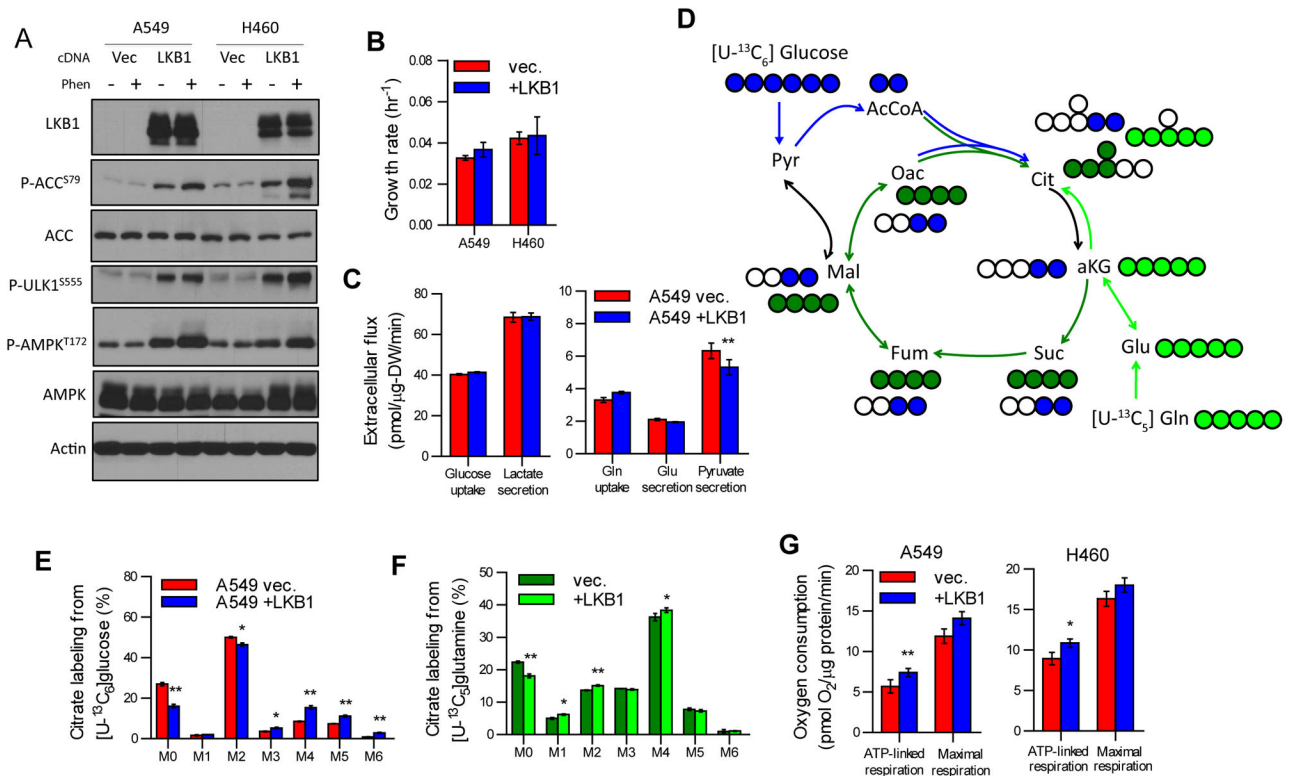 A
A549 H460
cDNA Vec LKB1 Vec LKB1
Phen - + - + - + - +
LKB1
P-ACC^S79
ACC
P-ULK1^S555
P-AMPK^T172
AMPK
Actin
B
vec.
+LKB1
Growth rate (hr⁻¹)
0.08
0.06
0.04
0.02
0.00
A549 H460
C
Extracellular flux
(pmol/µg-DW/min)
80
60
40
20
0
Glucose uptake
Lactate secretion
A549 vec.
A549 +LKB1
10
8
6
4
2
0
**
Gln uptake
Glu secretion
Pyruvate secretion
D
[U-¹³C₆] Glucose
AcCoA
Pyr
Oac
Cit
Mal
aKG
Fum
Suc
Glu
[U-¹³C₅] Gln
E
Citrate labeling from
[U-¹³C₆]glucose (%)
80
60
40
20
0
A549 vec.
A549 +LKB1
** * * ** ** **
M0 M1 M2 M3 M4 M5 M6
F
Citrate labeling from
[U-¹³C₅]glutamine (%)
50
40
30
20
10
0
vec.
+LKB1
** * ** *
M0 M1 M2 M3 M4 M5 M6
G
A549
Oxygen consumption
(pmol O₂/µg protein/min)
20
15
10
5
0
vec.
+LKB1
**
ATP-linked respiration
Maximal respiration
H460
20
15
10
5
0
*
ATP-linked respiration
Maximal respiration